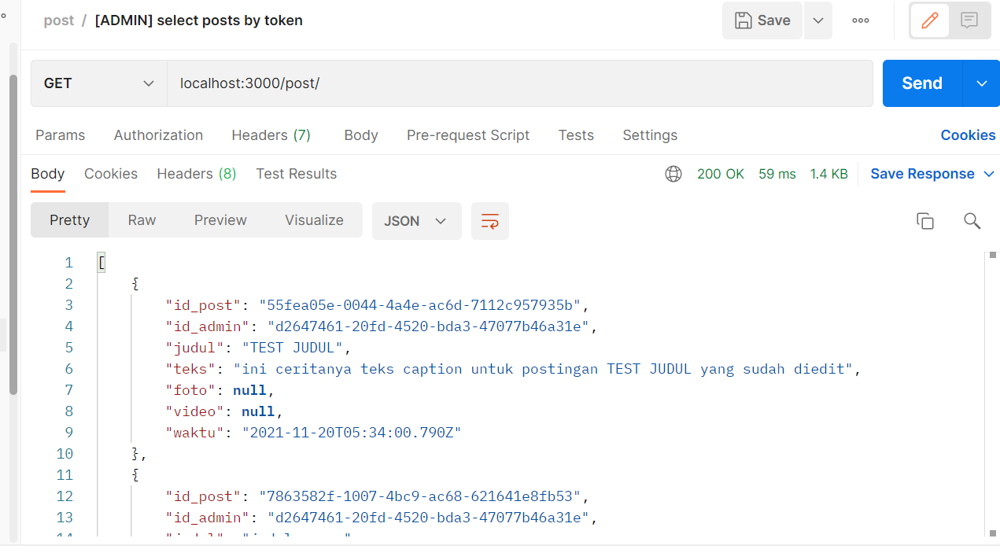 post / [ADMIN] select posts by token
Save
GET localhost:3000/post/ Send
Params Authorization Headers (7) Body Pre-request Script Tests Settings Cookies
Body Cookies Headers (8) Test Results 200 OK 59 ms 1.4 KB Save Response
Pretty Raw Preview Visualize JSON
1 [
2 {
3 "id_post": "55fea05e-0044-4a4e-ac6d-7112c957935b",
4 "id_admin": "d2647461-20fd-4520-bda3-47077b46a31e",
5 "judul": "TEST JUDUL",
6 "teks": "ini ceritanya teks caption untuk postingan TEST JUDUL yang sudah diedit",
7 "foto": null,
8 "video": null,
9 "waktu": "2021-11-20T05:34:00.790Z"
10 },
11 {
12 "id_post": "7863582f-1007-4bc9-ac68-621641e8fb53",
13 "id_admin": "d2647461-20fd-4520-bda3-47077b46a31e",
14